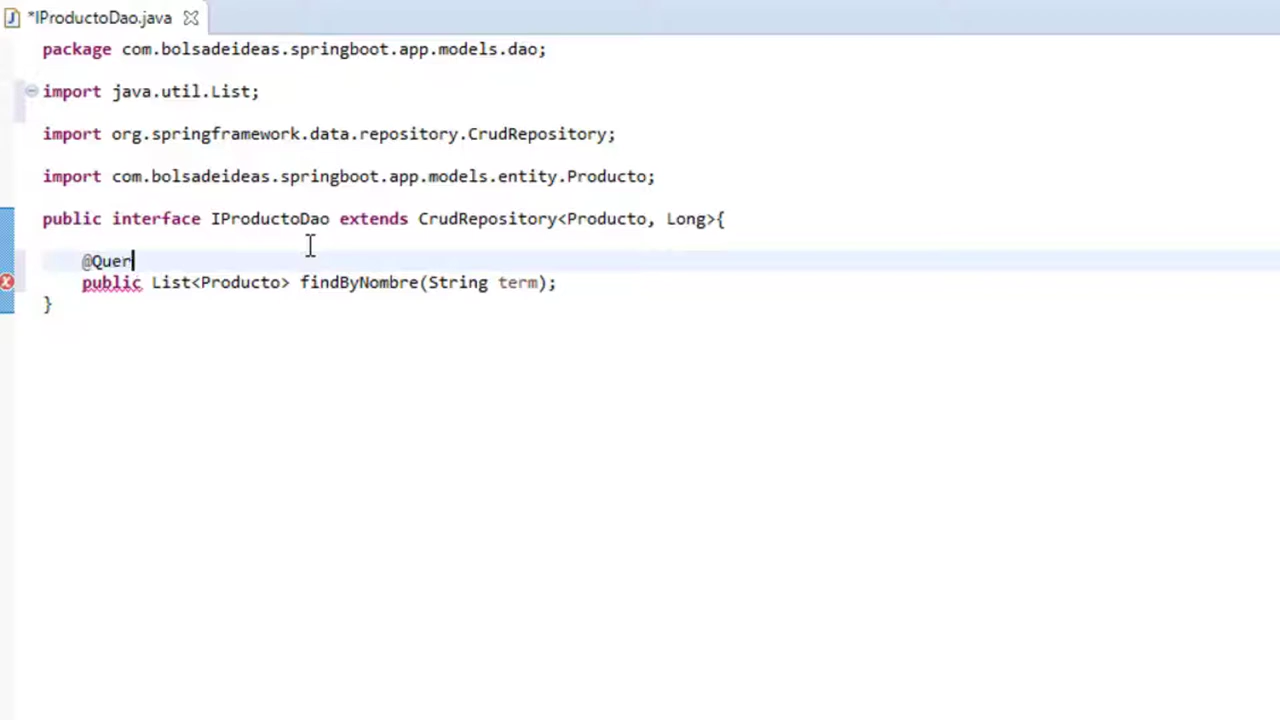 *IProductoDao.java
package com.bolsadeideas.springboot.app.models.dao;
import java.util.List;
import org.springframework.data.repository.CrudRepository;
import com.bolsadeideas.springboot.app.models.entity.Producto;
public interface IProductoDao extends CrudRepository<Producto, Long>{
@Quer
public List<Producto> findByNombre(String term);
}